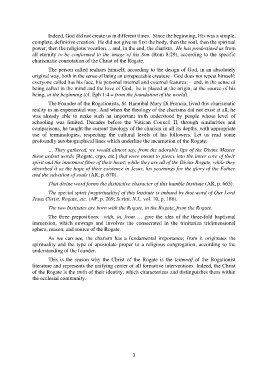 Indeed, God did not create us in different times. Since the beginning, His was a simple,
complete, definitive creation. He did not give us first the body, then the soul, then the spiritual
power, then the religious vocation… and, in the end, the charism. He has predestined us from
all eternity to be conformed to the image of his Son (Rom 8:29), according to the specific
charismatic connotation of the Christ of the Rogate.
The person called realizes himself, according to the design of God, in an absolutely
original way, both in the sense of being an unrepeatable creature - God does not repeat himself:
everyone called has his face, his personal internal and external features; – and, in the sense of
being called in the mind and the love of God, he is placed at the origin, at the source of his
being, at the beginning (cf. Eph 1:4 = from the foundation of the world).
The Founder of the Rogationists, St. Hannibal Mary Di Francia, lived this charismatic
reality in an experiential way. And when the theology of the charisms did not exist at all, he
was already able to make such an important truth understood by people whose level of
schooling was limited. Decades before the Vatican Council II, through similarities and
comparisons, he taught the current theology of the charism in all its depths, with appropriate
use of terminologies, respecting the cultural levels of his followers. Let us read some
profoundly autobiographical lines which underline the incarnation of the Rogate:
… They gathered, we would almost say, from the adorable lips of the Divine Master
those ardent words [Rogate, ergo, etc.] that were meant to pierce into the inner core of their
spirit and the innermost fibre of their heart; while they are all of the Divine Rogate, while they
absorbed it as the hope of their existence in Jesus, his yearnings for the glory of the Father
and the salvation of souls (AR, p. 678).
That divine word forms the distinctive character of this humble Institute (AR, p. 665).
The special spirit [respirituality] of this Institute is imbued by that word of Our Lord
Jesus Christ, Rogate, etc. (AP, p. 269; Scritti, N.I., vol. 10, p. 188).
The two Institutes are born with the Rogate, in the Rogate, from the Rogate.
The three prepositions: with, in, from … give the idea of the three-fold baptismal
immersion, which enwraps and involves the consecrated in the trinitarian tridimensional
sphere, reason, and source of the Rogate.
As we can see, the charism has a fundamental importance; from it originates the
spirituality and the type of apostolate proper to a religious congregation, according to the
understanding of the founder.
This is the reason why the Christ of the Rogate is the leitmotif of the Rogationist
literature and represents the unifying center of all formative interventions. Indeed, the Christ
of the Rogate is the truth of their identity, which characterizes and distinguishes them within
the ecclesial community.
3